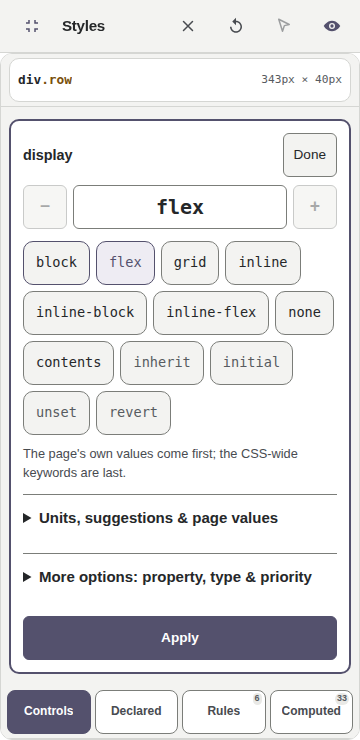 Styles
div.row 343px × 40px
display Done
− flex +
block flex grid inline
inline-block inline-flex none
contents inherit initial
unset revert
The page's own values come first; the CSS-wide
keywords are last.
Units, suggestions & page values
More options: property, type & priority
Apply
Controls Declared Rules 6 Computed 33